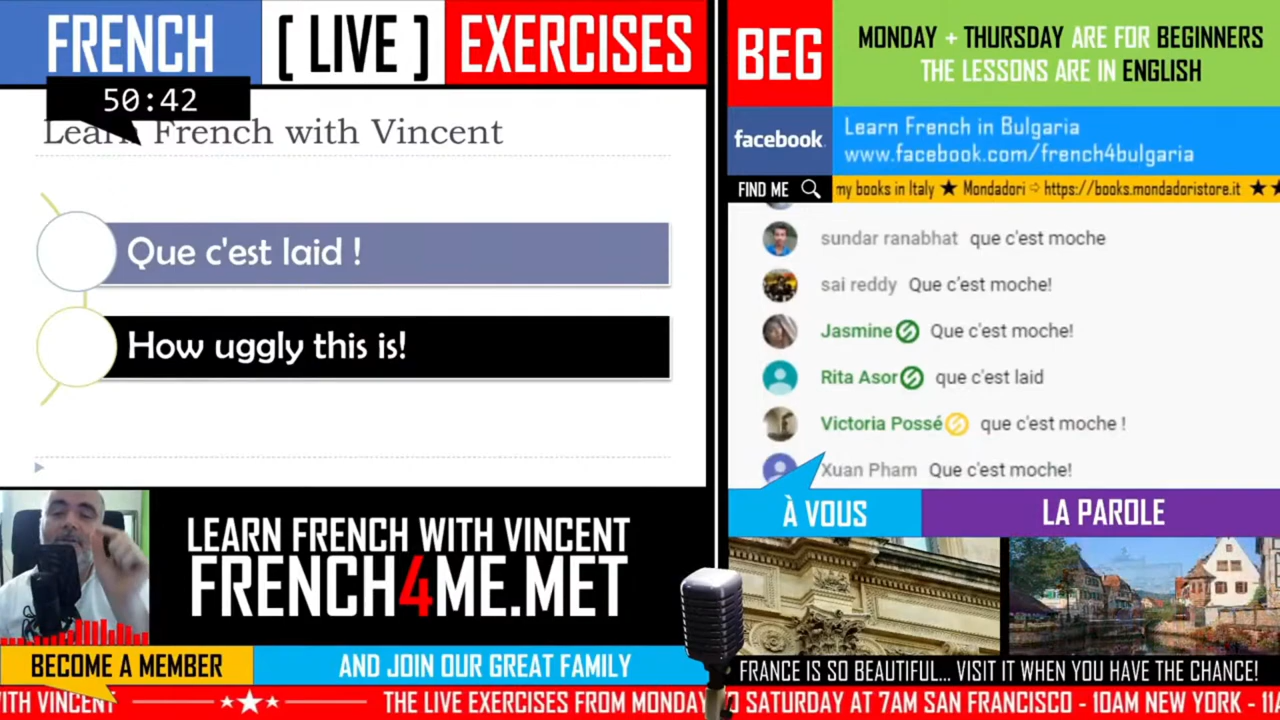 FRENCH
[ LIVE ]
EXERCISES
50:42
Learn French with Vincent
Que c'est laid !
How uggly this is!
LEARN FRENCH WITH VINCENT
FRENCH4ME.MET
BECOME A MEMBER
AND JOIN OUR GREAT FAMILY
WITH VINCENT
THE LIVE EXERCISES FROM MONDAY TO SATURDAY AT 7AM SAN FRANCISCO - 10AM NEW YORK -
BEG
MONDAY + THURSDAY ARE FOR BEGINNERS
THE LESSONS ARE IN ENGLISH
facebook.
Learn French in Bulgaria
www.facebook.com/french4bulgaria
FIND ME
my books in Italy ★ Mondadori ⇨ https://books.mondadoristore.it
sundar ranabhat que c'est moche
sai reddy Que c'est moche!
Jasmine Que c'est moche!
Rita Asor que c'est laid
Victoria Possé que c'est moche !
Xuan Pham Que c'est moche!
À VOUS
LA PAROLE
FRANCE IS SO BEAUTIFUL... VISIT IT WHEN YOU HAVE THE CHANCE!